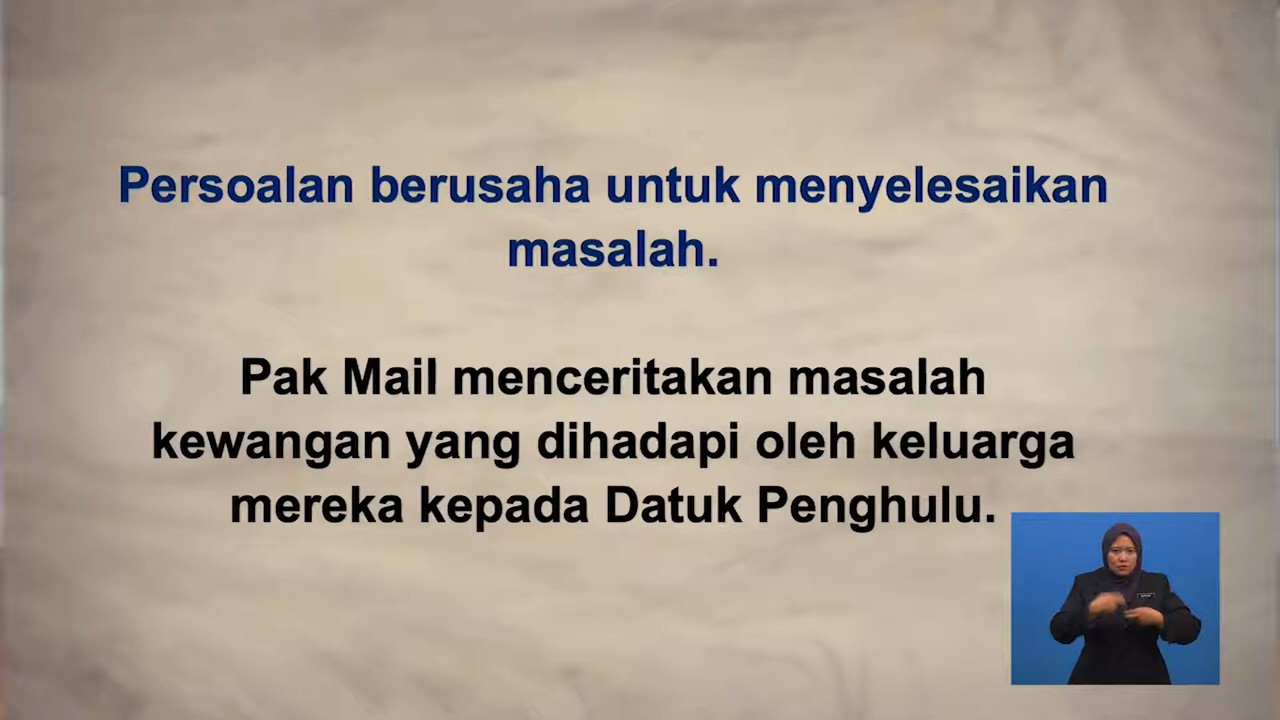 Persoalan berusaha untuk menyelesaikan
masalah.
Pak Mail menceritakan masalah
kewangan yang dihadapi oleh keluarga
mereka kepada Datuk Penghulu.